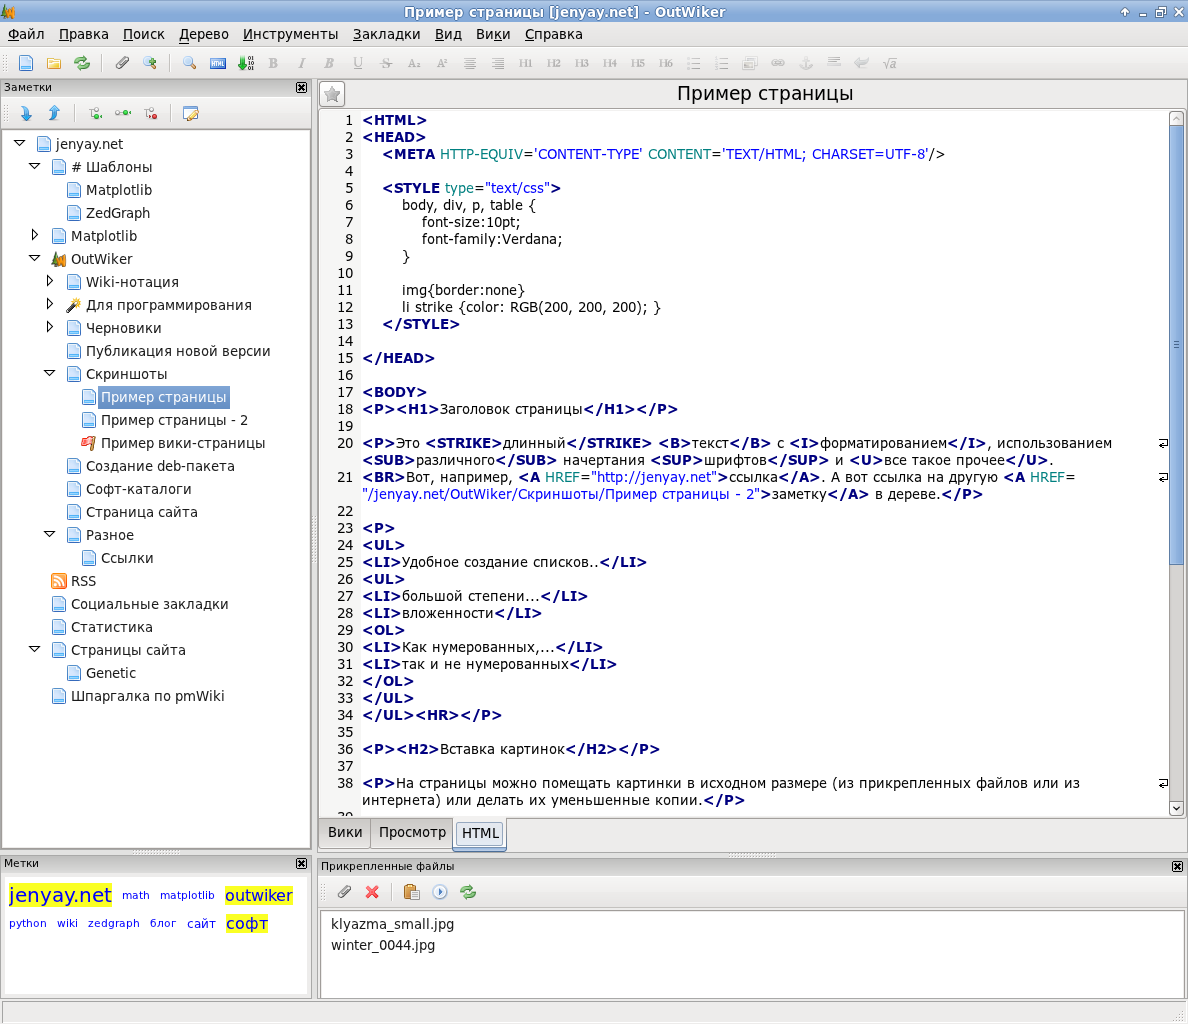 Пример страницы [jenyay.net] - OutWiker
Файл Правка Поиск Дерево Инструменты Закладки Вид Вики Справка
B I B U S A₂ A² H1 H2 H3 H4 H5 H6 √a
Заметки
jenyay.net
# Шаблоны
Matplotlib
ZedGraph
Matplotlib
OutWiker
Wiki-нотация
Для программирования
Черновики
Публикация новой версии
Скриншоты
Пример страницы
Пример страницы - 2
Пример вики-страницы
Создание deb-пакета
Софт-каталоги
Страница сайта
Разное
Ссылки
RSS
Социальные закладки
Статистика
Страницы сайта
Genetic
Шпаргалка по pmWiki
Метки
jenyay.net math matplotlib outwiker
python wiki zedgraph блог сайт софт
Пример страницы
1 <HTML>
2 <HEAD>
3 <META HTTP-EQUIV='CONTENT-TYPE' CONTENT='TEXT/HTML; CHARSET=UTF-8'/>
4
5 <STYLE type="text/css">
6 body, div, p, table {
7 font-size:10pt;
8 font-family:Verdana;
9 }
10
11 img{border:none}
12 li strike {color: RGB(200, 200, 200); }
13 </STYLE>
14
15 </HEAD>
16
17 <BODY>
18 <P><H1>Заголовок страницы</H1></P>
19
20 <P>Это <STRIKE>длинный</STRIKE> <B>текст</B> с <I>форматированием</I>, использованием
<SUB>различного</SUB> начертания <SUP>шрифтов</SUP> и <U>все такое прочее</U>.
21 <BR>Вот, например, <A HREF="http://jenyay.net">ссылка</A>. А вот ссылка на другую <A HREF=
"/jenyay.net/OutWiker/Скриншоты/Пример страницы - 2">заметку</A> в дереве.</P>
22
23 <P>
24 <UL>
25 <LI>Удобное создание списков..</LI>
26 <UL>
27 <LI>большой степени...</LI>
28 <LI>вложенности</LI>
29 <OL>
30 <LI>Как нумерованных,...</LI>
31 <LI>так и не нумерованных</LI>
32 </OL>
33 </UL>
34 </UL><HR></P>
35
36 <P><H2>Вставка картинок</H2></P>
37
38 <P>На страницы можно помещать картинки в исходном размере (из прикрепленных файлов или из
интернета) или делать их уменьшенные копии.</P>
39
Вики Просмотр HTML
Прикрепленные файлы
klyazma_small.jpg
winter_0044.jpg